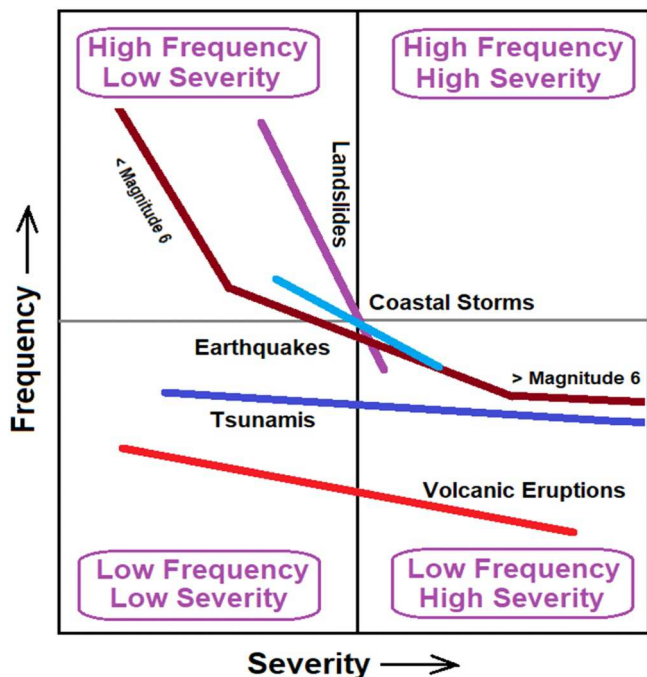 High Frequency
Low Severity
High Frequency
High Severity
< Magnitude 6
Landslides
Coastal Storms
Earthquakes
> Magnitude 6
Tsunamis
Volcanic Eruptions
Low Frequency
Low Severity
Low Frequency
High Severity
Frequency
Severity